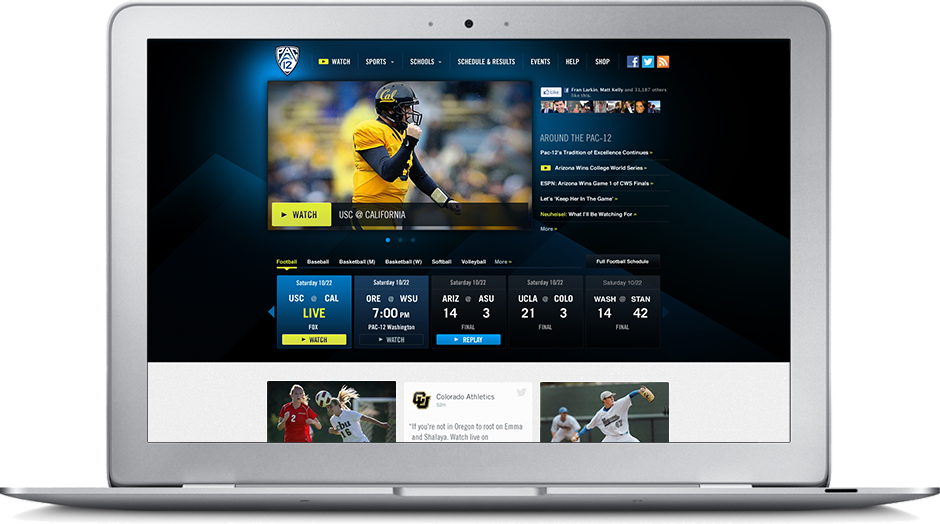 PAC
12
WATCH SPORTS SCHOOLS SCHEDULE & RESULTS EVENTS HELP SHOP
Cal
WATCH
USC @ CALIFORNIA
Like
Fran Larkin, Matt Kelly and 31,187 others
like this.
AROUND THE PAC-12
Pac-12's Tradition of Excellence Continues »
Arizona Wins College World Series »
ESPN: Arizona Wins Game 1 of CWS Finals »
Let's 'Keep Her In The Game' »
Neuheisel: What I'll Be Watching For »
More »
Football Baseball Basketball (M) Basketball (W) Softball Volleyball More » Full Football Schedule
Saturday 10/22
USC @ CAL
LIVE
FOX
WATCH
Saturday 10/22
ORE @ WSU
7:00 PM
PAC-12 Washington
WATCH
Saturday 10/22
ARIZ @ ASU
14 3
FINAL
REPLAY
Saturday 10/22
UCLA @ COLO
21 3
FINAL
Saturday 10/22
WASH @ STAN
14 42
FINAL
2
cbu
16
CU
Colorado Athletics
"If you're not in Oregon to root on Emma
and Shalaya. Watch live on
47